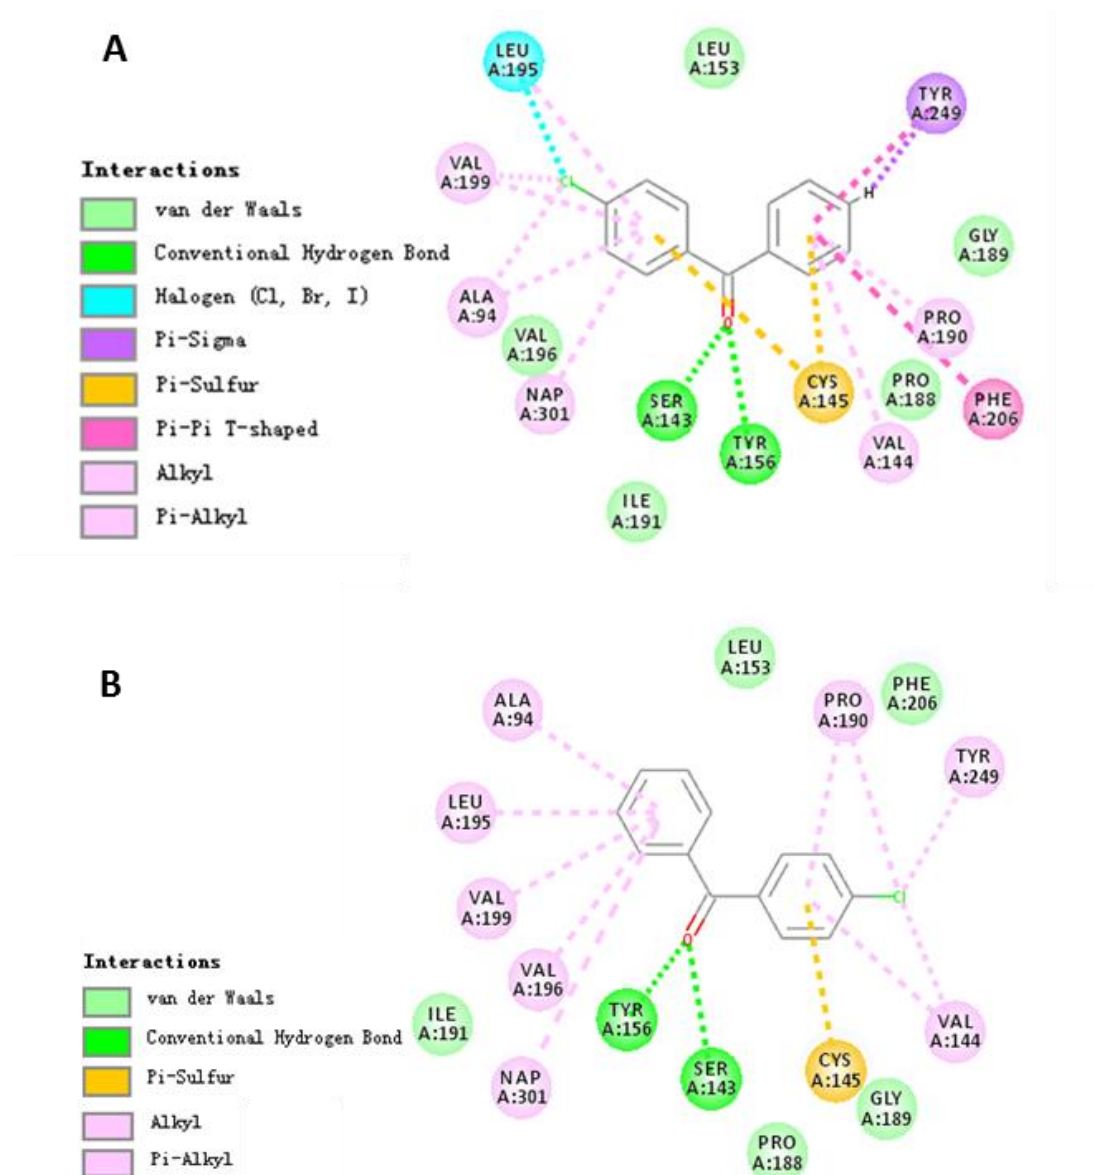 A
LEU
A:195
LEU
A:153
TYR
A:249
Interactions
VAL
A:199
Cl
H
van der Waals
Conventional Hydrogen Bond
GLY
A:189
Halogen (Cl, Br, I)
ALA
A:94
VAL
A:196
O
PRO
A:190
Pi-Sigma
Pi-Sulfur
NAP
A:301
SER
A:143
CYS
A:145
PRO
A:188
PHE
A:206
Pi-Pi T-shaped
TYR
A:156
VAL
A:144
Alkyl
Pi-Alkyl
ILE
A:191
B
LEU
A:153
ALA
A:94
PRO
A:190
PHE
A:206
TYR
A:249
LEU
A:195
VAL
A:199
Cl
O
Interactions
VAL
A:196
van der Waals
Conventional Hydrogen Bond
ILE
A:191
TYR
A:156
VAL
A:144
Pi-Sulfur
NAP
A:301
SER
A:143
CYS
A:145
GLY
A:189
Alkyl
Pi-Alkyl
PRO
A:188